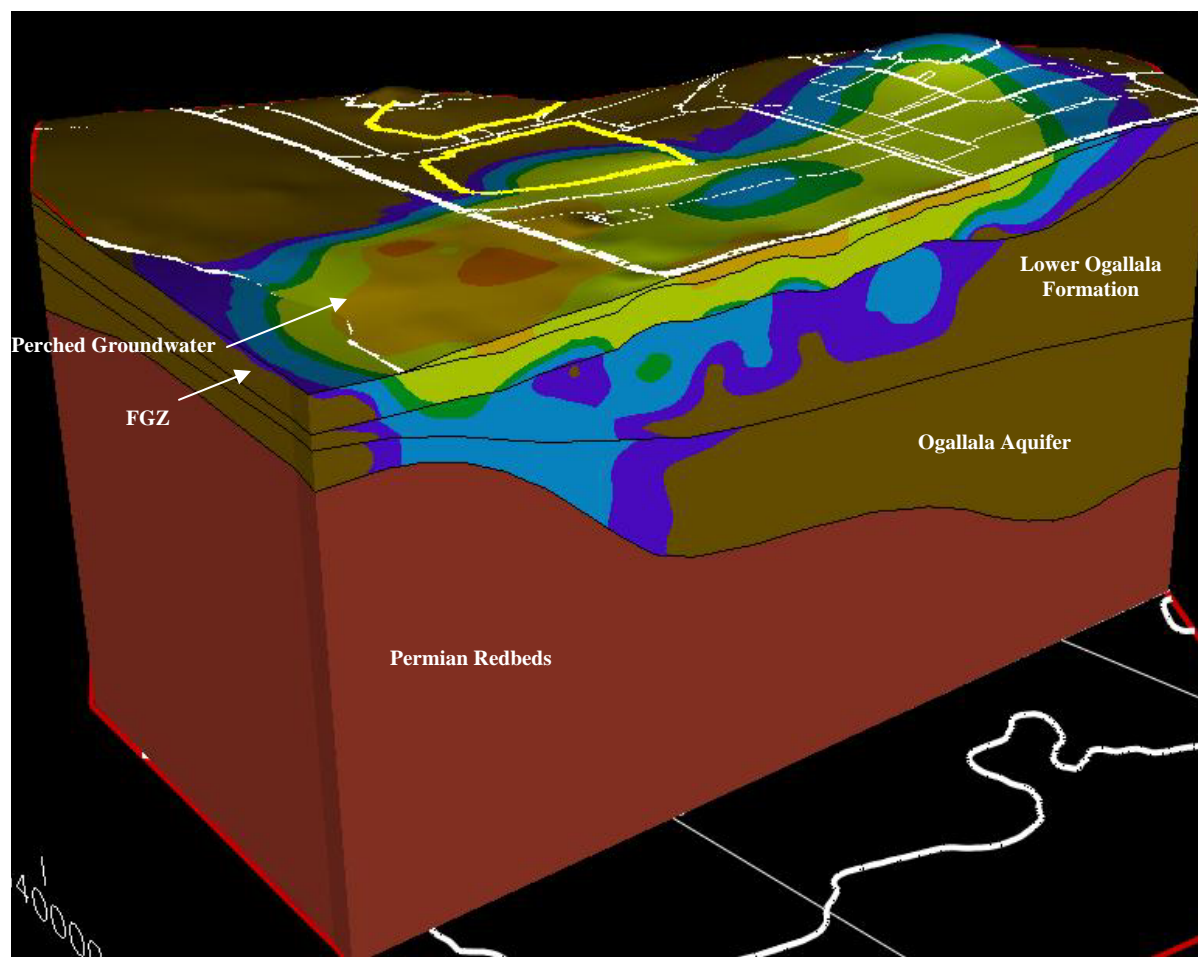 Lower Ogallala
Formation
Perched Groundwater
FGZ
Ogallala Aquifer
Permian Redbeds